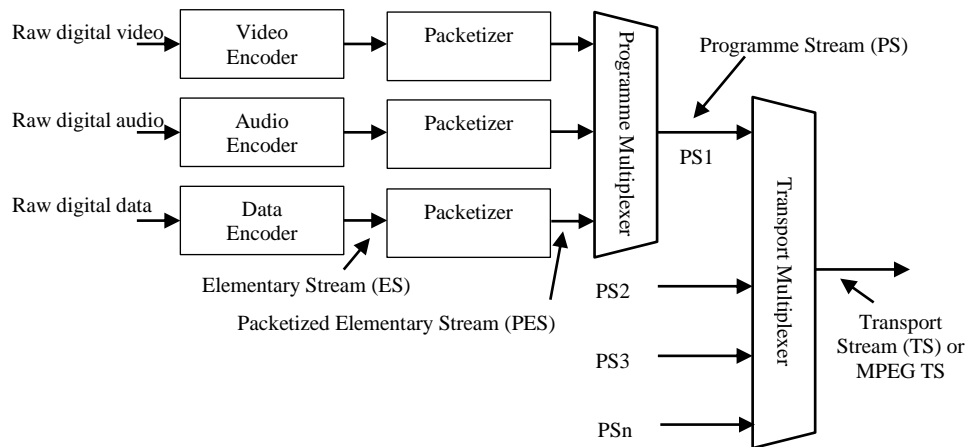 Raw digital video
Video
Encoder
Packetizer
Programme Multiplexer
Programme Stream (PS)
Raw digital audio
Audio
Encoder
Packetizer
PS1
Raw digital data
Data
Encoder
Packetizer
Transport Multiplexer
Elementary Stream (ES)
Packetized Elementary Stream (PES)
PS2
PS3
PSn
Transport
Stream (TS) or
MPEG TS